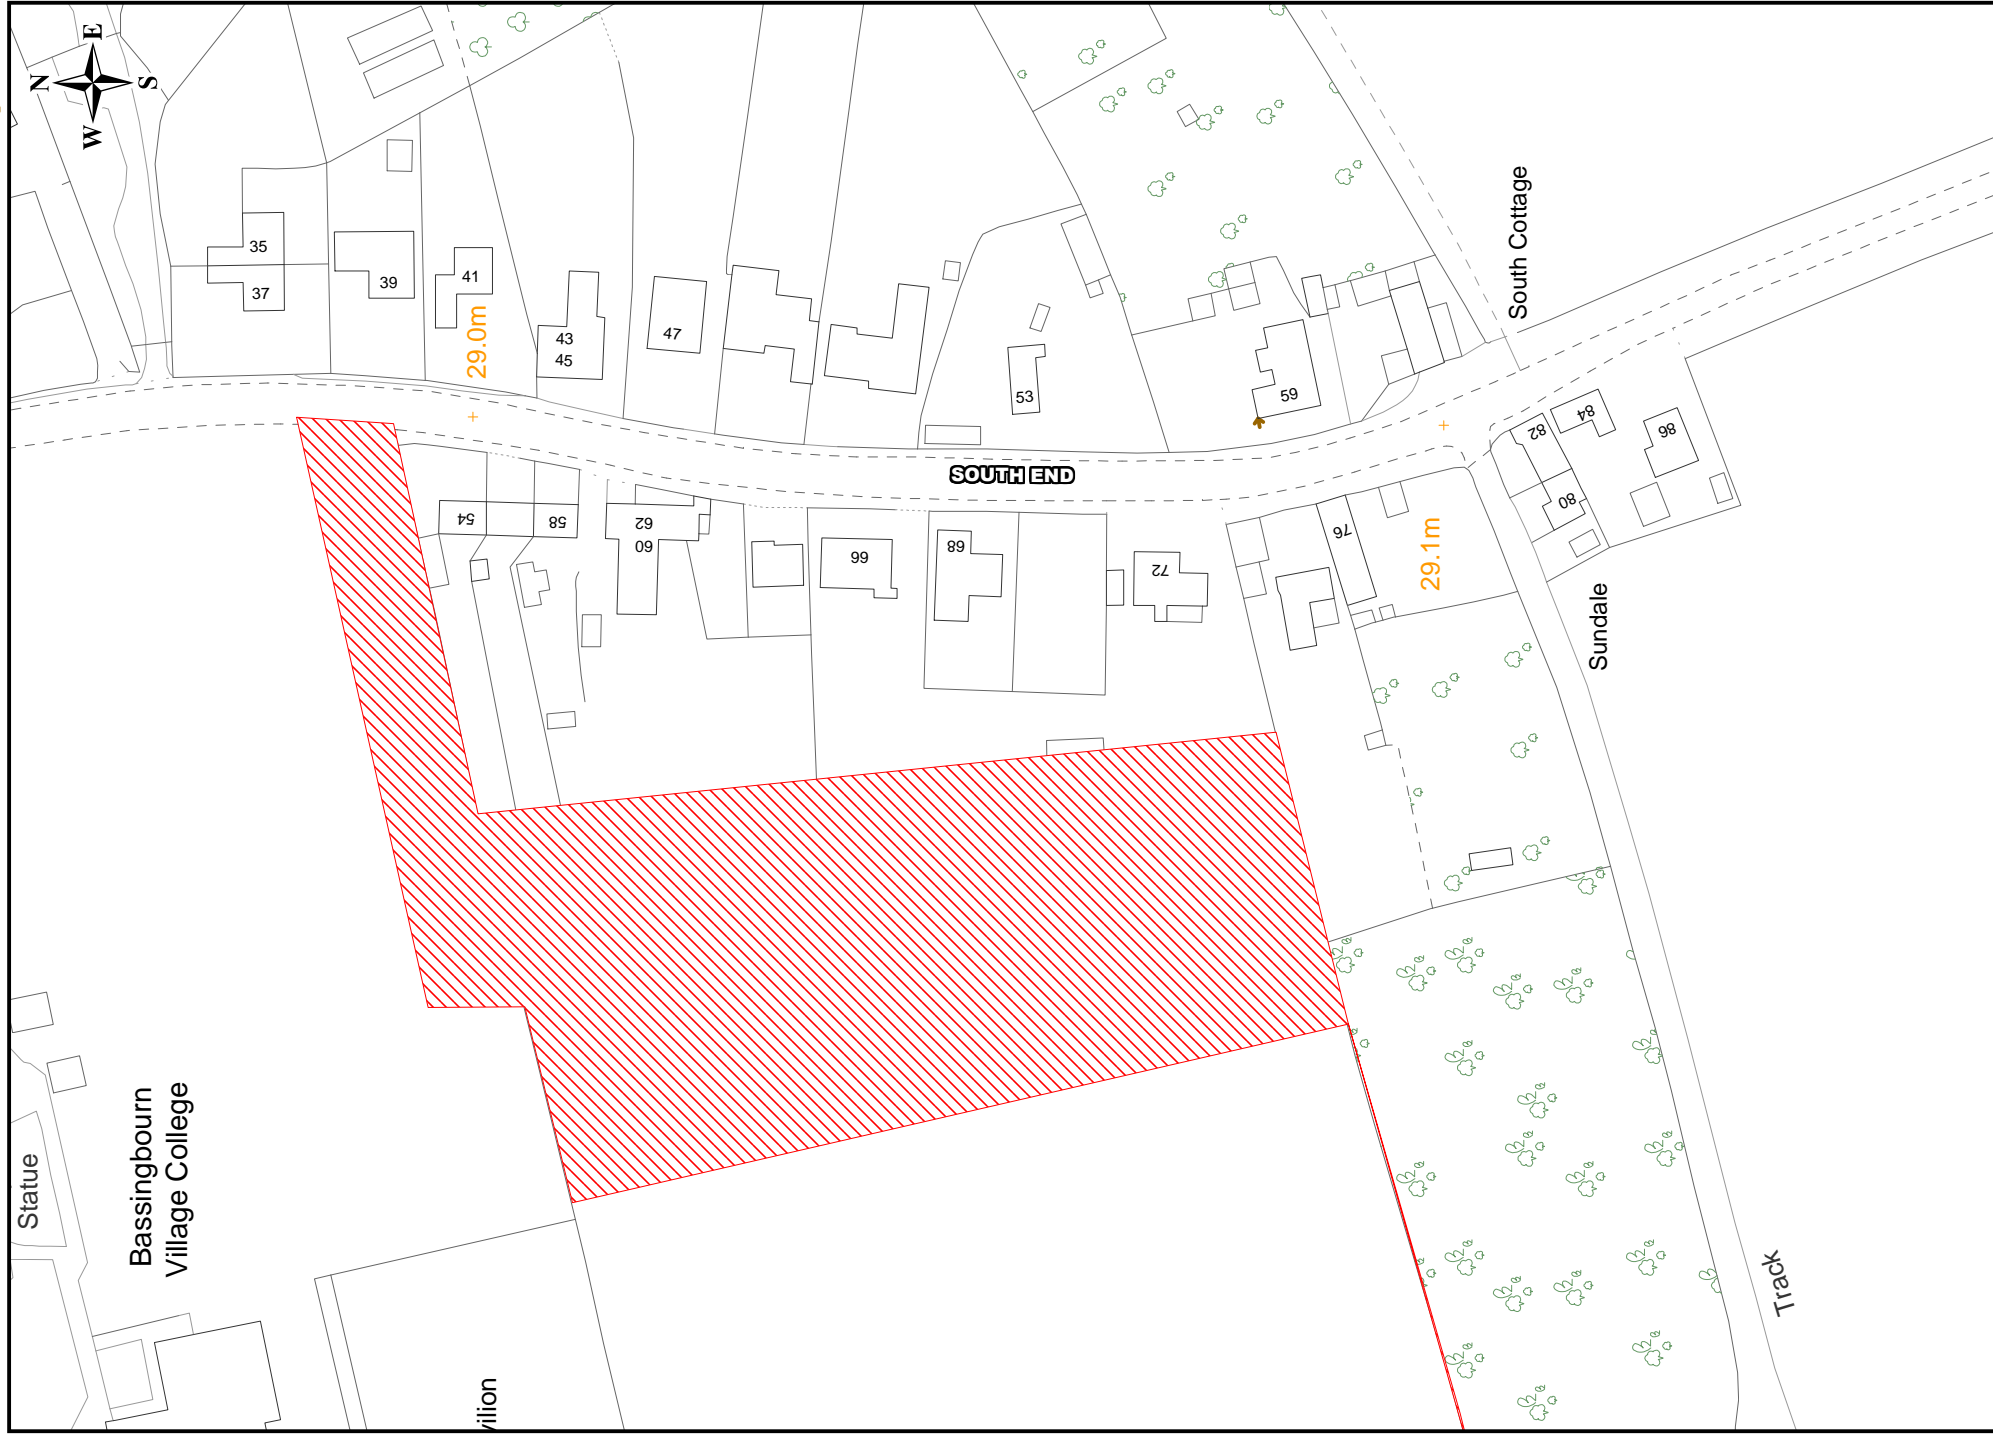 N
E
S
W
35
37
39
41
29.0m
43
45
47
53
59
South Cottage
SOUTH END
54
58
62
60
66
68
72
76
29.1m
82
84
86
80
Sundale
Statue
Bassingbourn
Village College
vilion
Track